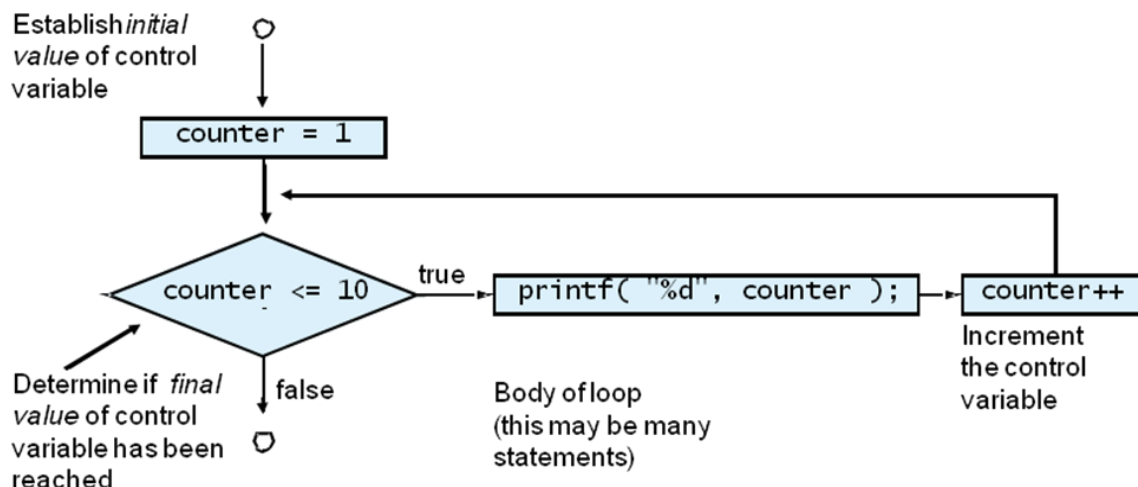 Establish initial
value of control
variable
counter = 1
counter <= 10
true
printf( "%d", counter );
counter++
false
Determine if final
value of control
variable has been
reached
Body of loop
(this may be many
statements)
Increment
the control
variable